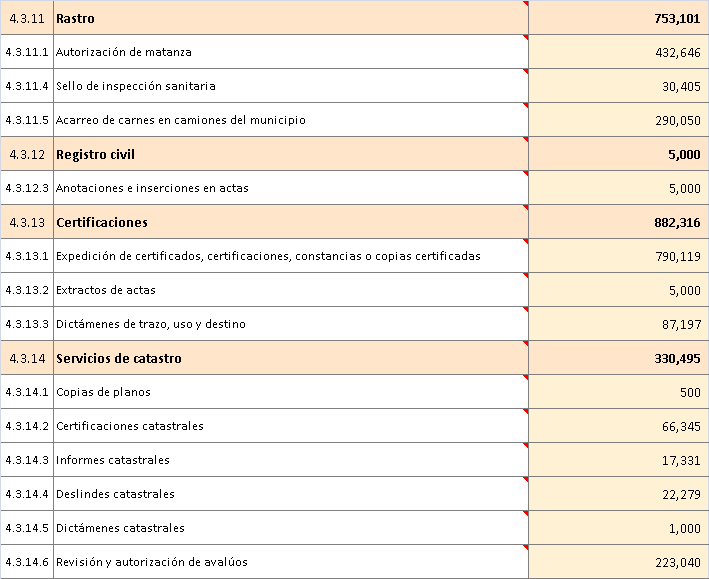 4.3.11 Rastro 753,101
4.3.11.1 Autorización de matanza 432,646
4.3.11.4 Sello de inspección sanitaria 30,405
4.3.11.5 Acarreo de carnes en camiones del municipio 290,050
4.3.12 Registro civil 5,000
4.3.12.3 Anotaciones e inserciones en actas 5,000
4.3.13 Certificaciones 882,316
4.3.13.1 Expedición de certificados, certificaciones, constancias o copias certificadas 790,119
4.3.13.2 Extractos de actas 5,000
4.3.13.3 Dictámenes de trazo, uso y destino 87,197
4.3.14 Servicios de catastro 330,495
4.3.14.1 Copias de planos 500
4.3.14.2 Certificaciones catastrales 66,345
4.3.14.3 Informes catastrales 17,331
4.3.14.4 Deslindes catastrales 22,279
4.3.14.5 Dictámenes catastrales 1,000
4.3.14.6 Revisión y autorización de avalúos 223,040